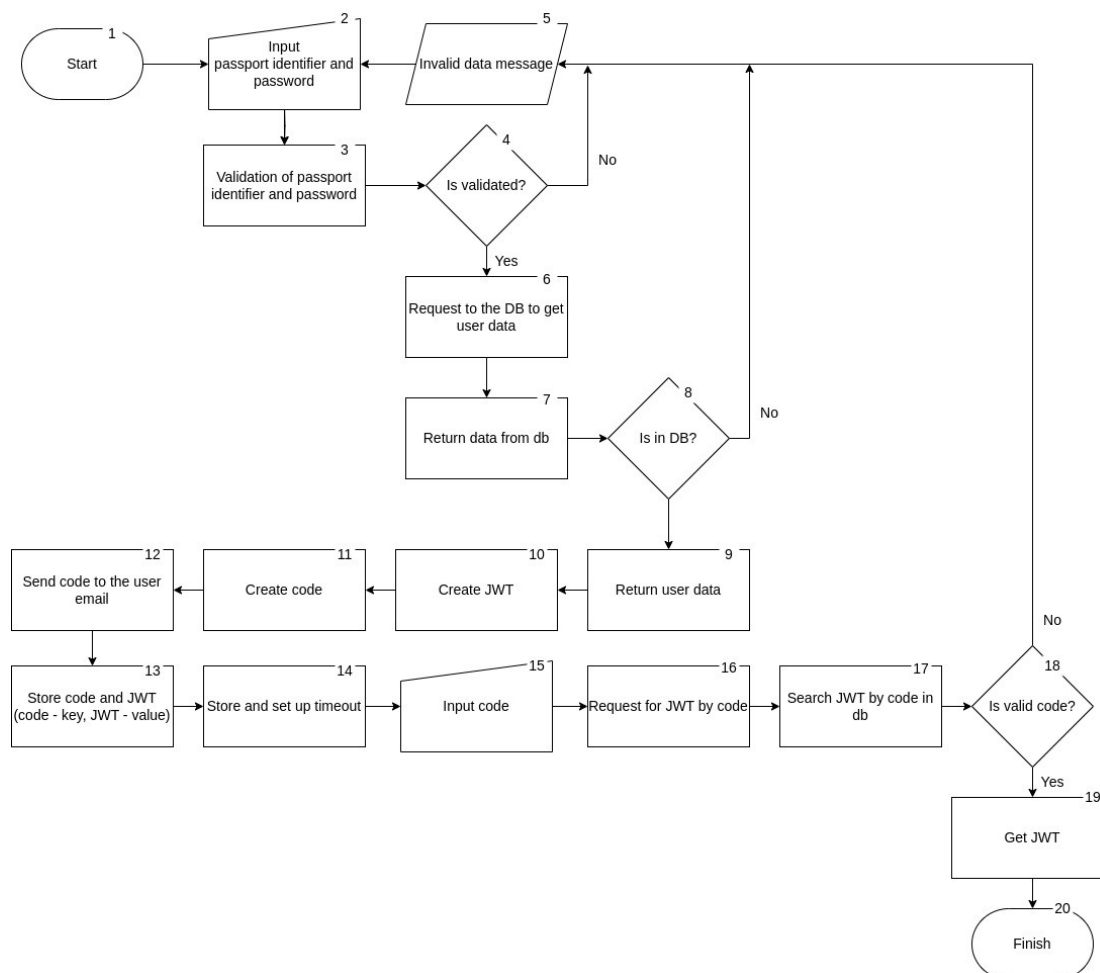 1
Start
2
Input
passport identifier and
password
5
Invalid data message
3
Validation of passport
identifier and password
4
Is validated?
No
Yes
6
Request to the DB to get
user data
7
Return data from db
8
Is in DB?
No
12
Send code to the user
email
11
Create code
10
Create JWT
9
Return user data
13
Store code and JWT
(code - key, JWT - value)
14
Store and set up timeout
15
Input code
16
Request for JWT by code
17
Search JWT by code in
db
No
18
Is valid code?
Yes
19
Get JWT
20
Finish